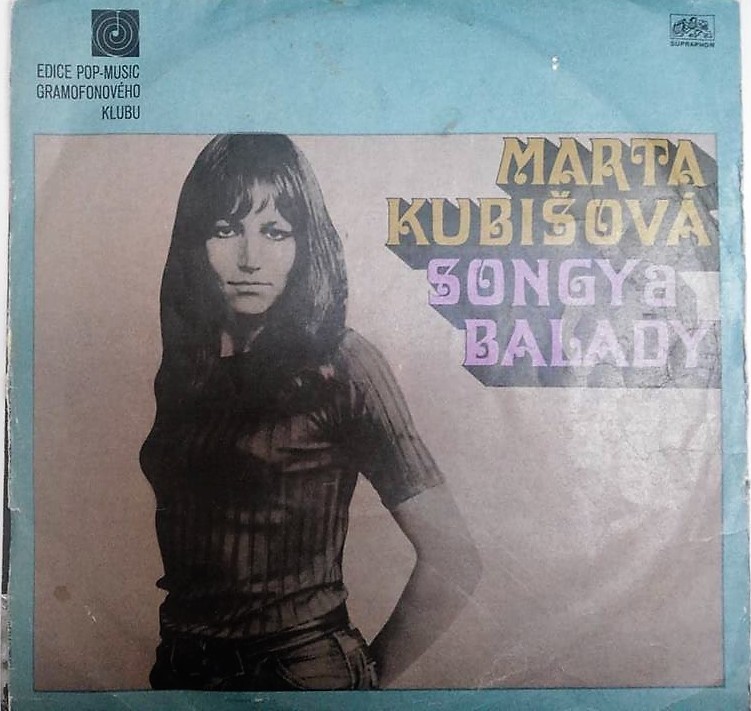 EDICE POP-MUSIC
GRAMOFONOVÉHO
KLUBU
SUPRAPHON
MARTA
KUBIŠOVÁ
SONGY a
BALADY